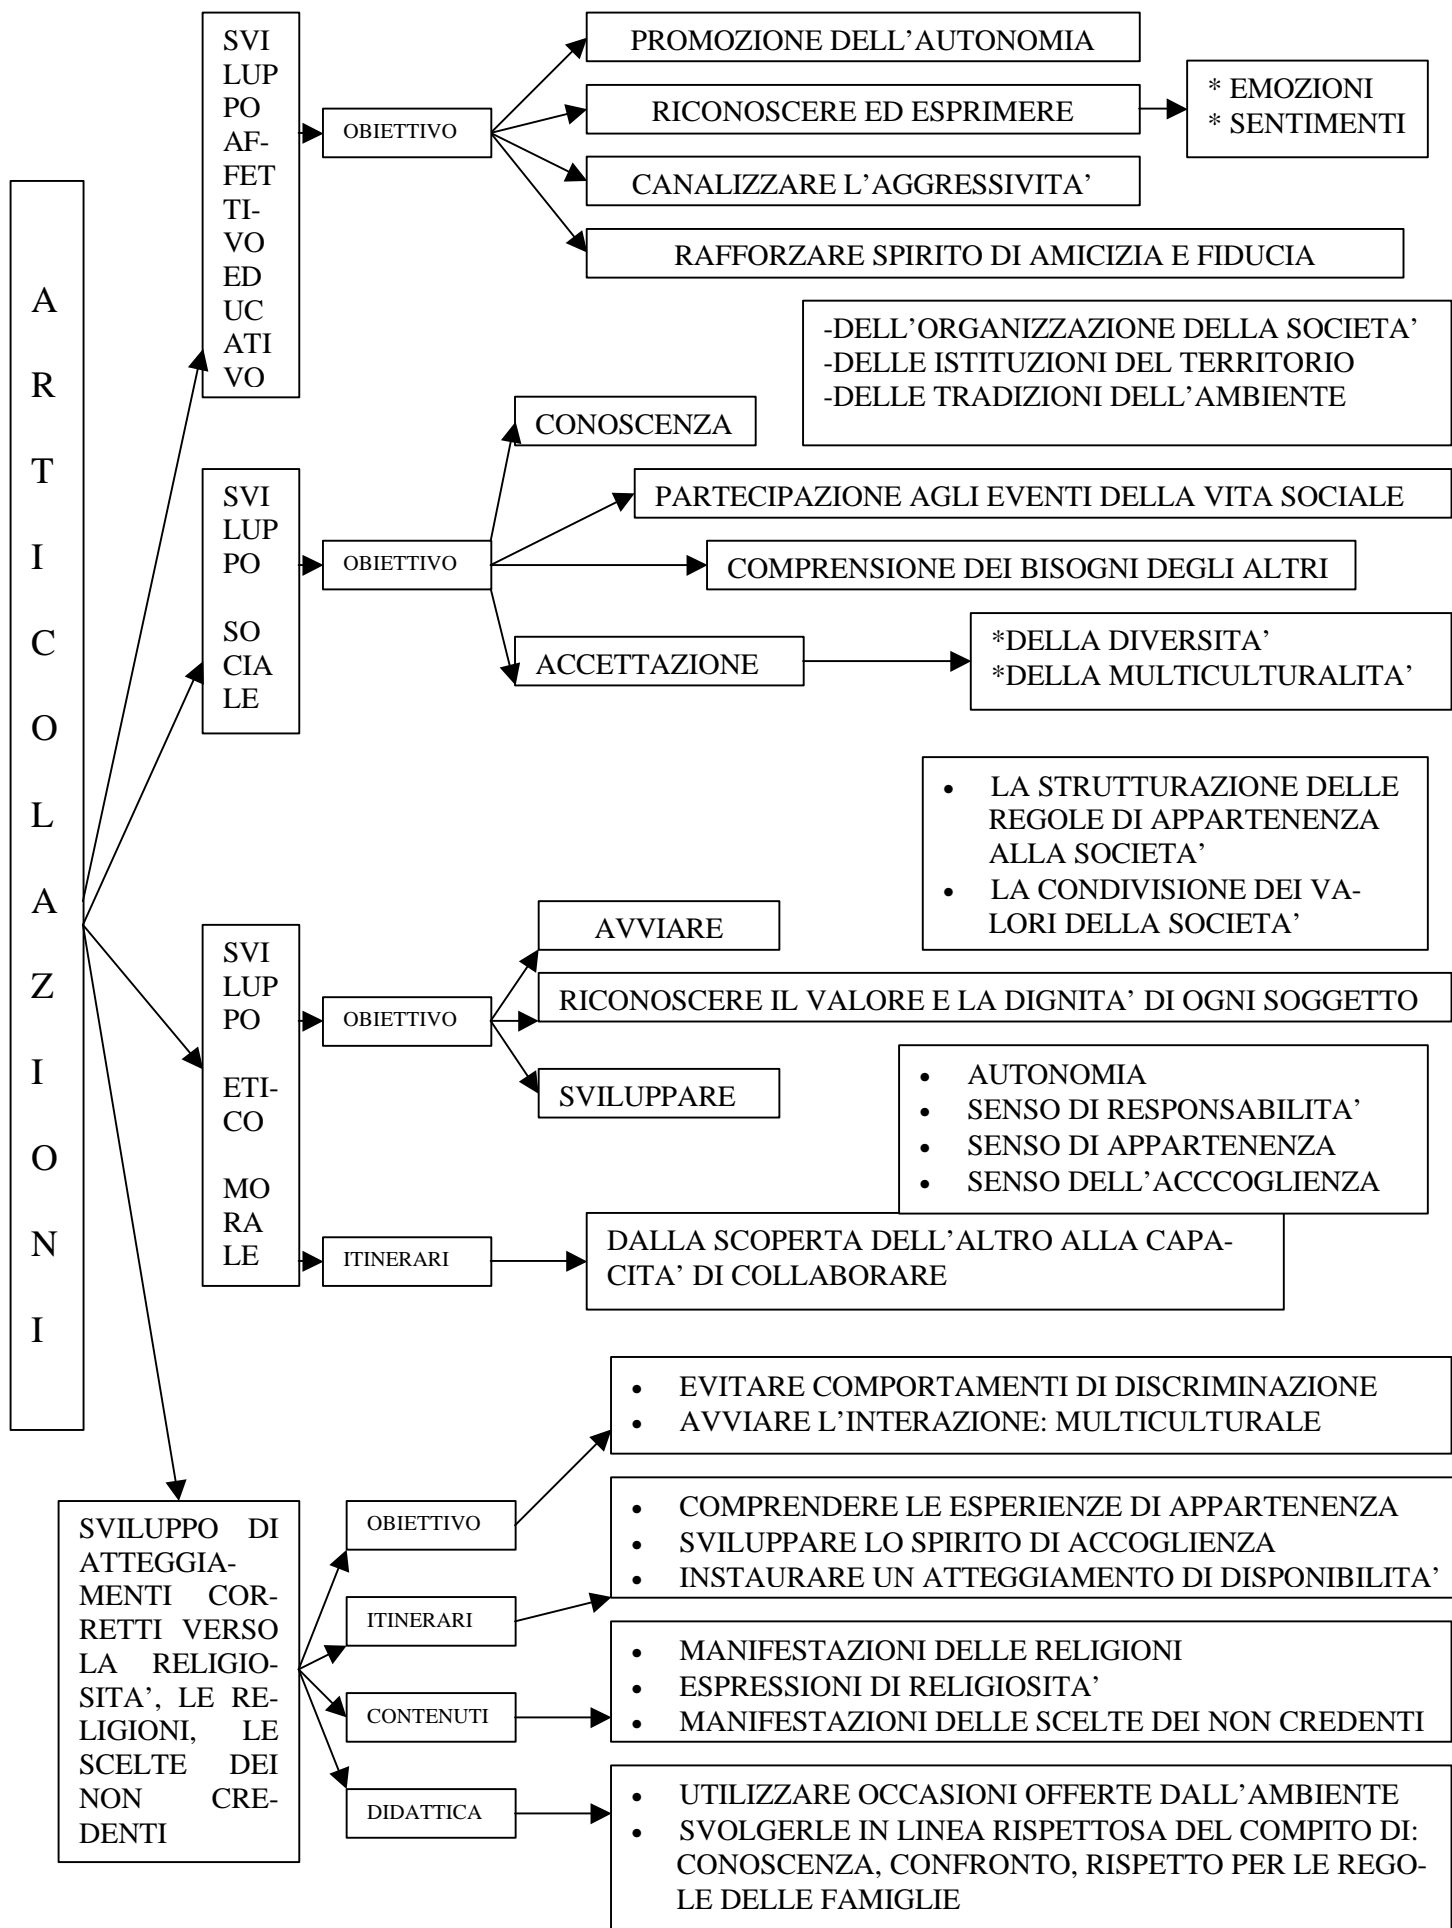 A
R
T
I
C
O
L
A
Z
I
O
N
I
SVI
LUP
PO
AF-
FET
TI-
VO
ED
UC
ATI
VO
OBIETTIVO
PROMOZIONE DELL’AUTONOMIA
RICONOSCERE ED ESPRIMERE
* EMOZIONI
* SENTIMENTI
CANALIZZARE L’AGGRESSIVITA’
RAFFORZARE SPIRITO DI AMICIZIA E FIDUCIA
SVI
LUP
PO
SO
CIA
LE
OBIETTIVO
CONOSCENZA
-DELL’ORGANIZZAZIONE DELLA SOCIETA’
-DELLE ISTITUZIONI DEL TERRITORIO
-DELLE TRADIZIONI DELL’AMBIENTE
PARTECIPAZIONE AGLI EVENTI DELLA VITA SOCIALE
COMPRENSIONE DEI BISOGNI DEGLI ALTRI
ACCETTAZIONE
*DELLA DIVERSITA’
*DELLA MULTICULTURALITA’
SVI
LUP
PO
ETI-
CO
MO
RA
LE
OBIETTIVO
AVVIARE
• LA STRUTTURAZIONE DELLE
REGOLE DI APPARTENENZA
ALLA SOCIETA’
• LA CONDIVISIONE DEI VA-
LORI DELLA SOCIETA’
RICONOSCERE IL VALORE E LA DIGNITA’ DI OGNI SOGGETTO
SVILUPPARE
• AUTONOMIA
• SENSO DI RESPONSABILITA’
• SENSO DI APPARTENENZA
• SENSO DELL’ACCCOGLIENZA
ITINERARI
DALLA SCOPERTA DELL’ALTRO ALLA CAPA-
CITA’ DI COLLABORARE
SVILUPPO DI
ATTEGGIA-
MENTI COR-
RETTI VERSO
LA RELIGIO-
SITA’, LE RE-
LIGIONI, LE
SCELTE DEI
NON CRE-
DENTI
OBIETTIVO
• EVITARE COMPORTAMENTI DI DISCRIMINAZIONE
• AVVIARE L’INTERAZIONE: MULTICULTURALE
ITINERARI
• COMPRENDERE LE ESPERIENZE DI APPARTENENZA
• SVILUPPARE LO SPIRITO DI ACCOGLIENZA
• INSTAURARE UN ATTEGGIAMENTO DI DISPONIBILITA’
CONTENUTI
• MANIFESTAZIONI DELLE RELIGIONI
• ESPRESSIONI DI RELIGIOSITA’
• MANIFESTAZIONI DELLE SCELTE DEI NON CREDENTI
DIDATTICA
• UTILIZZARE OCCASIONI OFFERTE DALL’AMBIENTE
• SVOLGERLE IN LINEA RISPETTOSA DEL COMPITO DI:
CONOSCENZA, CONFRONTO, RISPETTO PER LE REGO-
LE DELLE FAMIGLIE